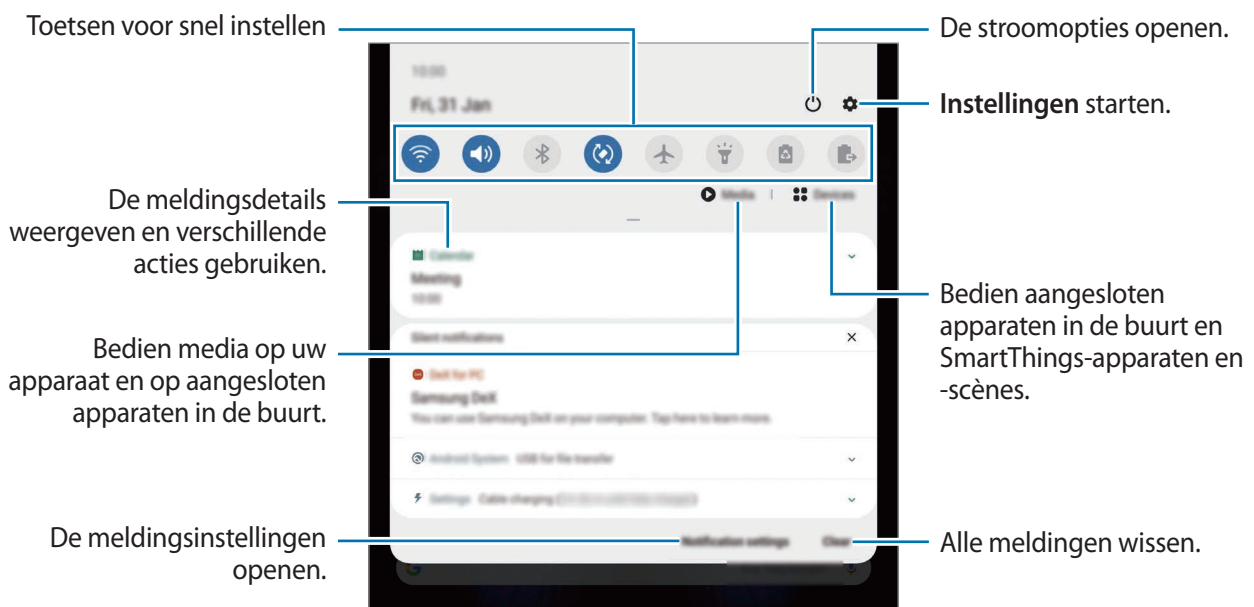 Toetsen voor snel instellen
De stroomopties openen.
10:00
Fri, 31 Jan
Instellingen starten.
Media
Devices
De meldingsdetails
weergeven en verschillende
acties gebruiken.
Calendar
Meeting
10:00
Bedien aangesloten
apparaten in de buurt en
SmartThings-apparaten en
-scènes.
Silent notifications
Bedien media op uw
apparaat en op aangesloten
apparaten in de buurt.
DeX for PC
Samsung DeX
You can use Samsung DeX on your computer. Tap here to learn more.
Android System USB for file transfer
Settings Cable charging
De meldingsinstellingen
openen.
Notification settings
Clear
Alle meldingen wissen.